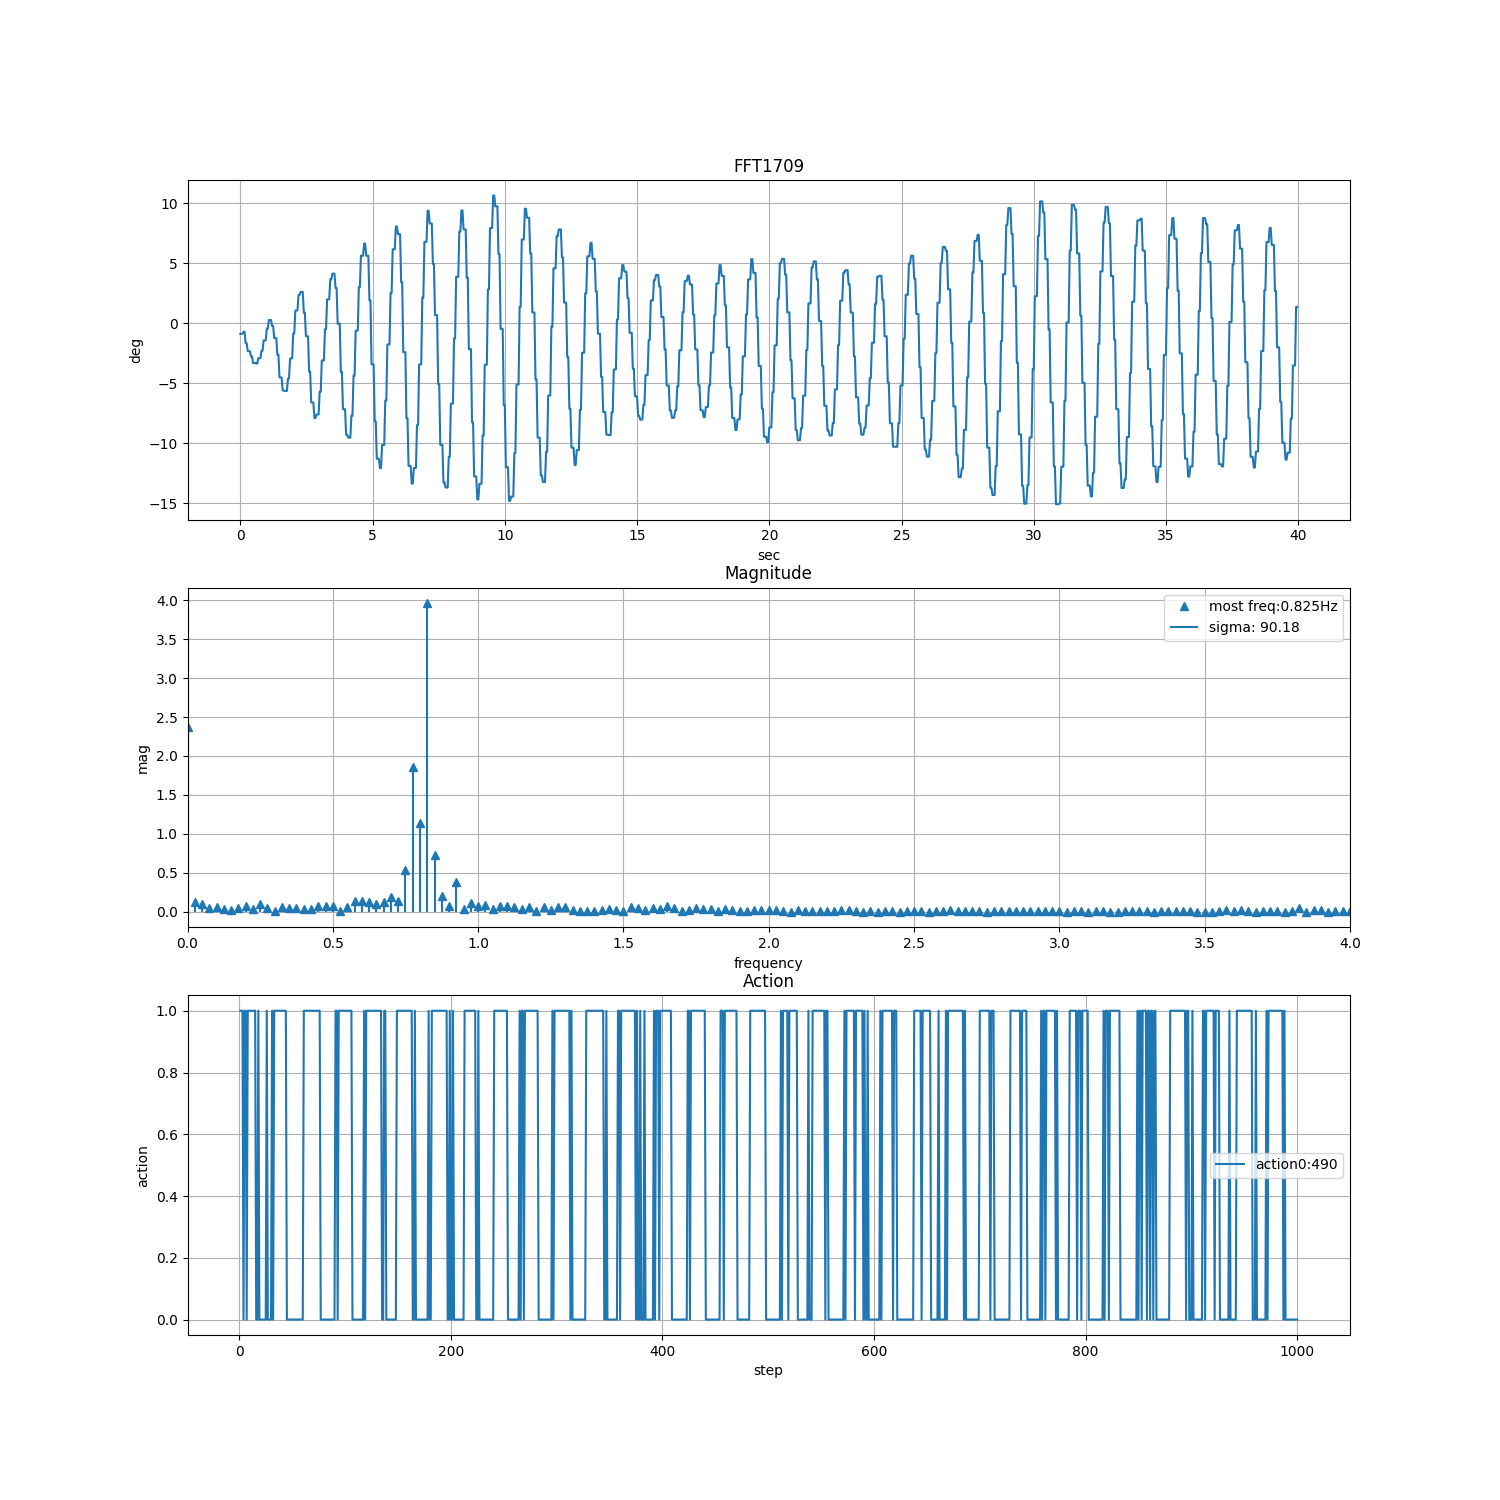 FFT1709
10
5
0
−5
−10
−15
deg
0 5 10 15 20 25 30 35 40
sec
Magnitude
4.0
3.5
3.0
2.5
2.0
1.5
1.0
0.5
0.0
mag
most freq:0.825Hz
sigma: 90.18
0.0 0.5 1.0 1.5 2.0 2.5 3.0 3.5 4.0
frequency
Action
1.0
0.8
0.6
0.4
0.2
0.0
action
action0:490
0 200 400 600 800 1000
step